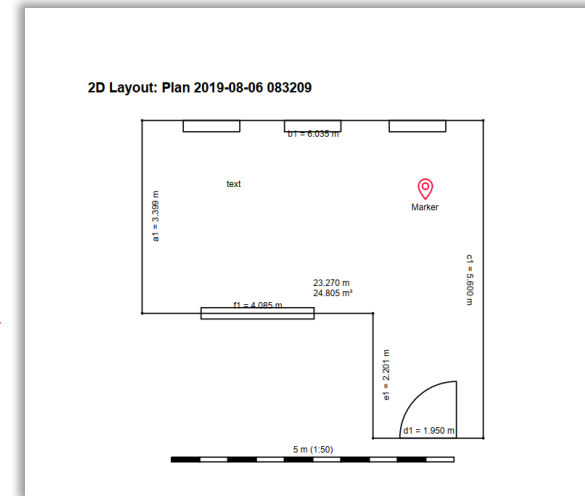 2D Layout: Plan 2019-08-06 083209
b1 = 6.035 m
text
Marker
a1 = 3.399 m
c1 = 5.600 m
23.270 m
24.805 m²
f1 = 4.085 m
e1 = 2.201 m
d1 = 1.950 m
5 m (1:50)